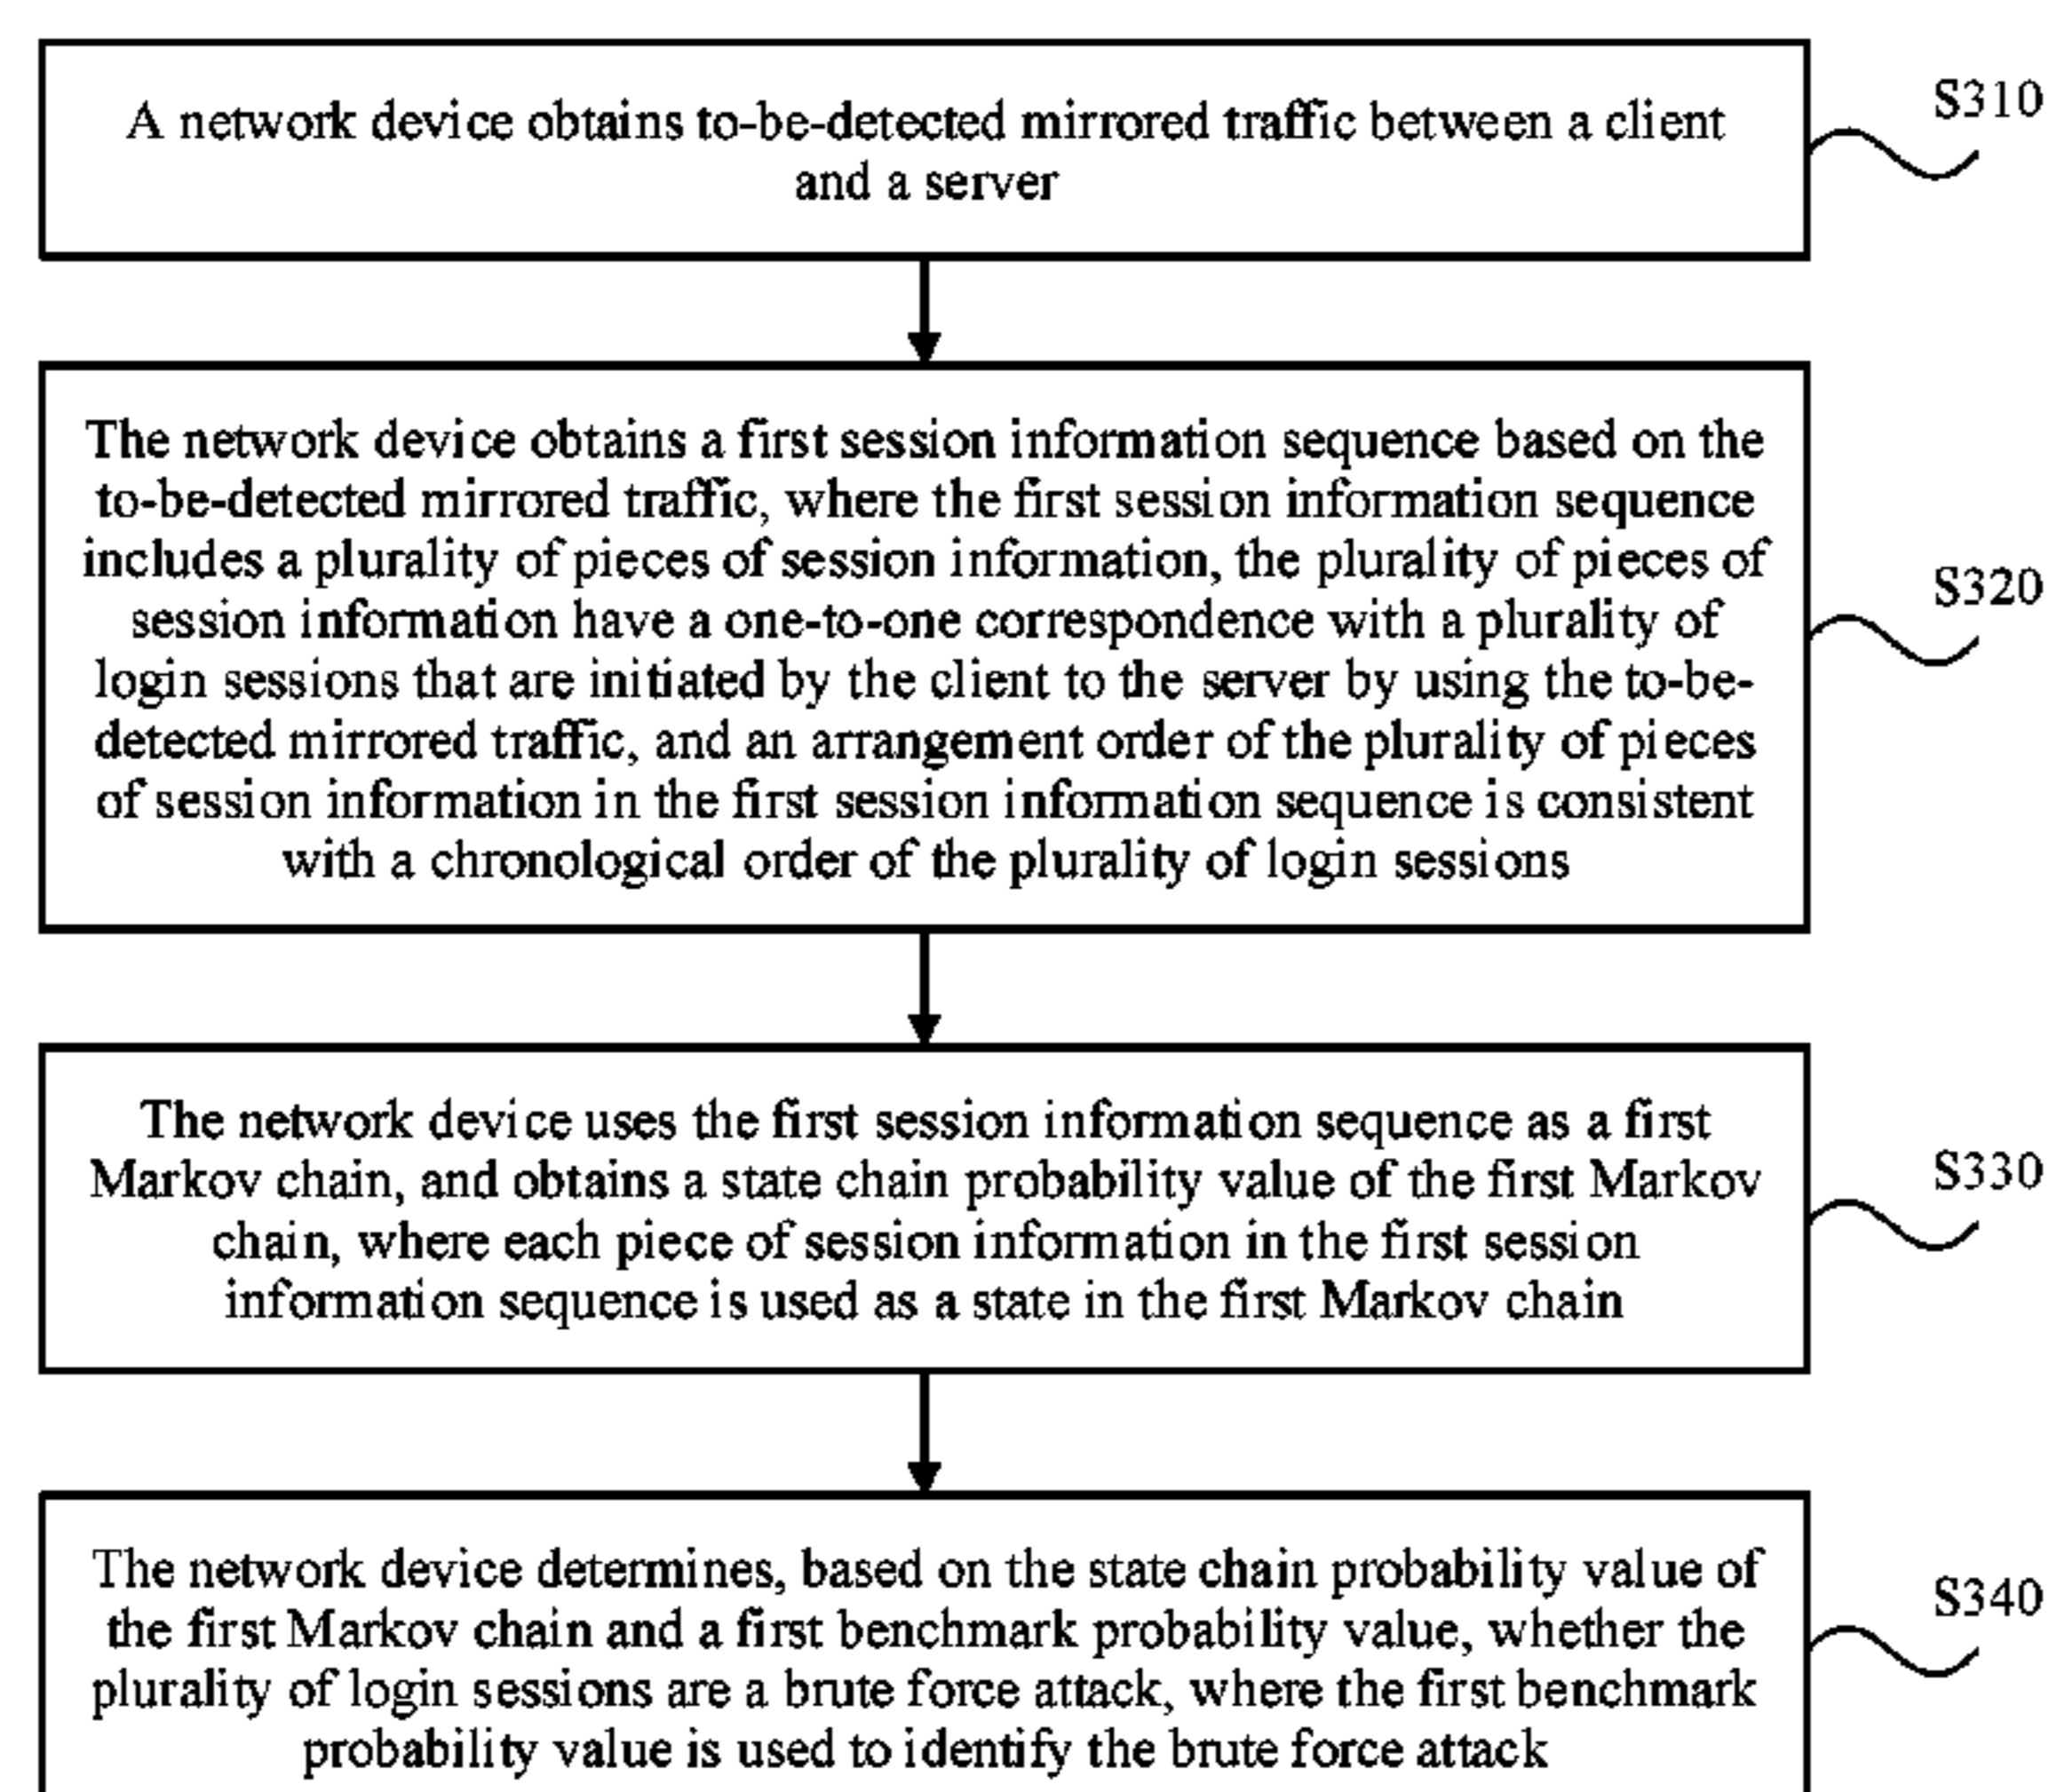 A network device obtains to-be-detected mirrored traffic between a client
and a server
S310
The network device obtains a first session information sequence based on the
to-be-detected mirrored traffic, where the first session information sequence
includes a plurality of pieces of session information, the plurality of pieces of
session information have a one-to-one correspondence with a plurality of
login sessions that are initiated by the client to the server by using the to-be-
detected mirrored traffic, and an arrangement order of the plurality of pieces
of session information in the first session information sequence is consistent
with a chronological order of the plurality of login sessions
S320
The network device uses the first session information sequence as a first
Markov chain, and obtains a state chain probability value of the first Markov
chain, where each piece of session information in the first session
information sequence is used as a state in the first Markov chain
S330
The network device determines, based on the state chain probability value of
the first Markov chain and a first benchmark probability value, whether the
plurality of login sessions are a brute force attack, where the first benchmark
probability value is used to identify the brute force attack
S340